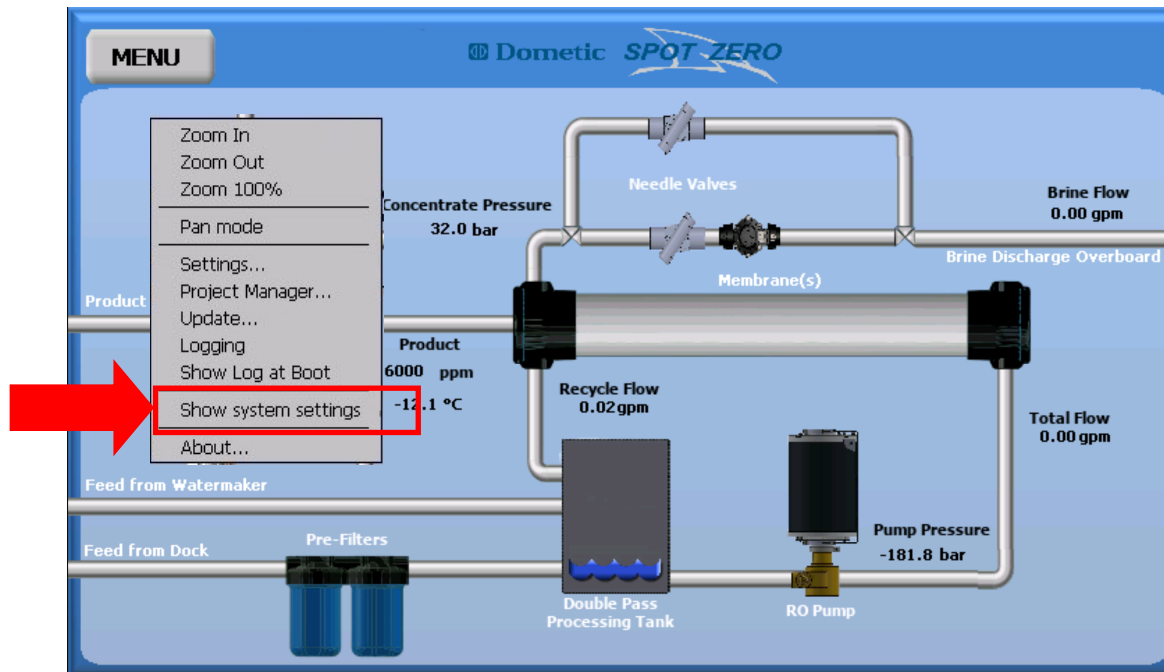 MENU
Dometic SPOT ZERO
Zoom In
Zoom Out
Zoom 100%
Pan mode
Settings...
Project Manager...
Update...
Logging
Show Log at Boot
Show system settings
About...
Concentrate Pressure
32.0 bar
Needle Valves
Brine Flow
0.00 gpm
Brine Discharge Overboard
Membrane(s)
Product
Product
6000 ppm
-12.1 °C
Recycle Flow
0.02gpm
Total Flow
0.00 gpm
Feed from Watermaker
Feed from Dock
Pre-Filters
Pump Pressure
-181.8 bar
Double Pass
Processing Tank
RO Pump